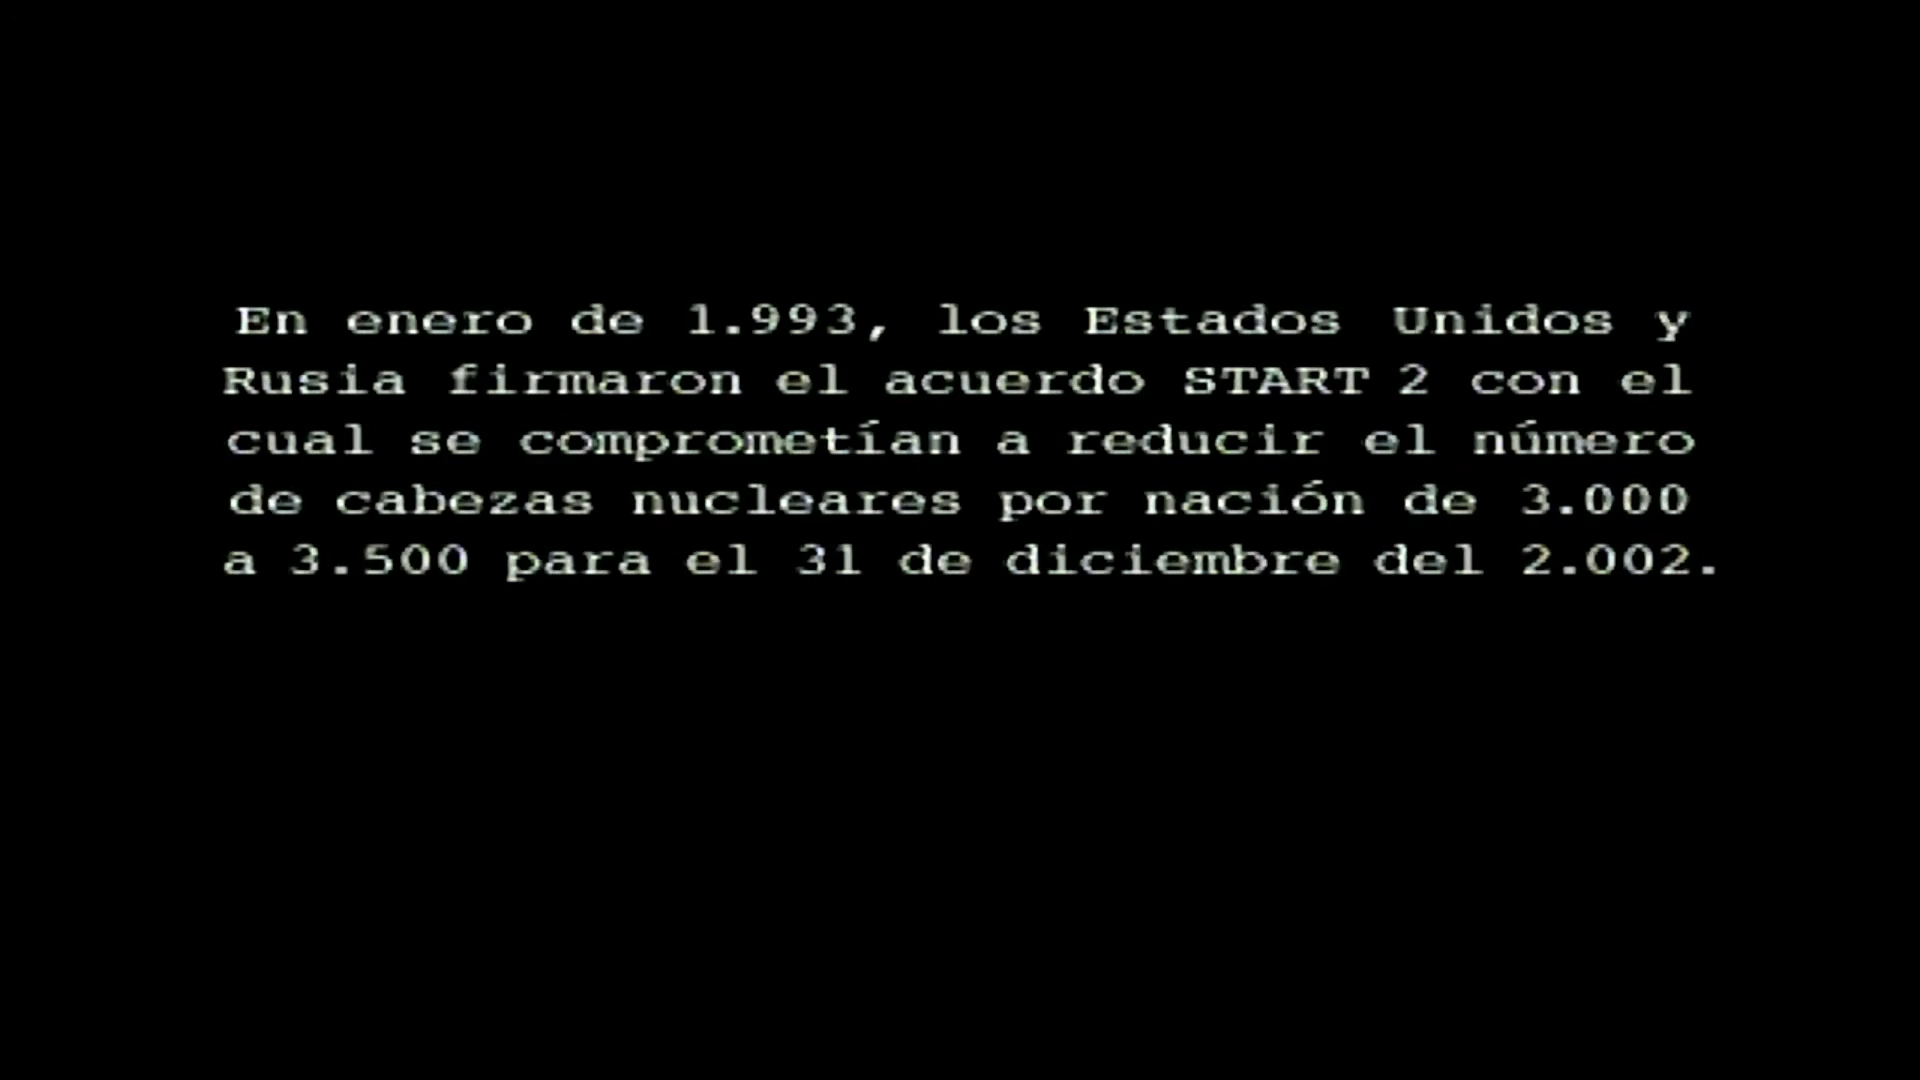 En enero de 1.993, los Estados Unidos y
Rusia firmaron el acuerdo START 2 con el
cual se comprometían a reducir el número
de cabezas nucleares por nación de 3.000
a 3.500 para el 31 de diciembre del 2.002.